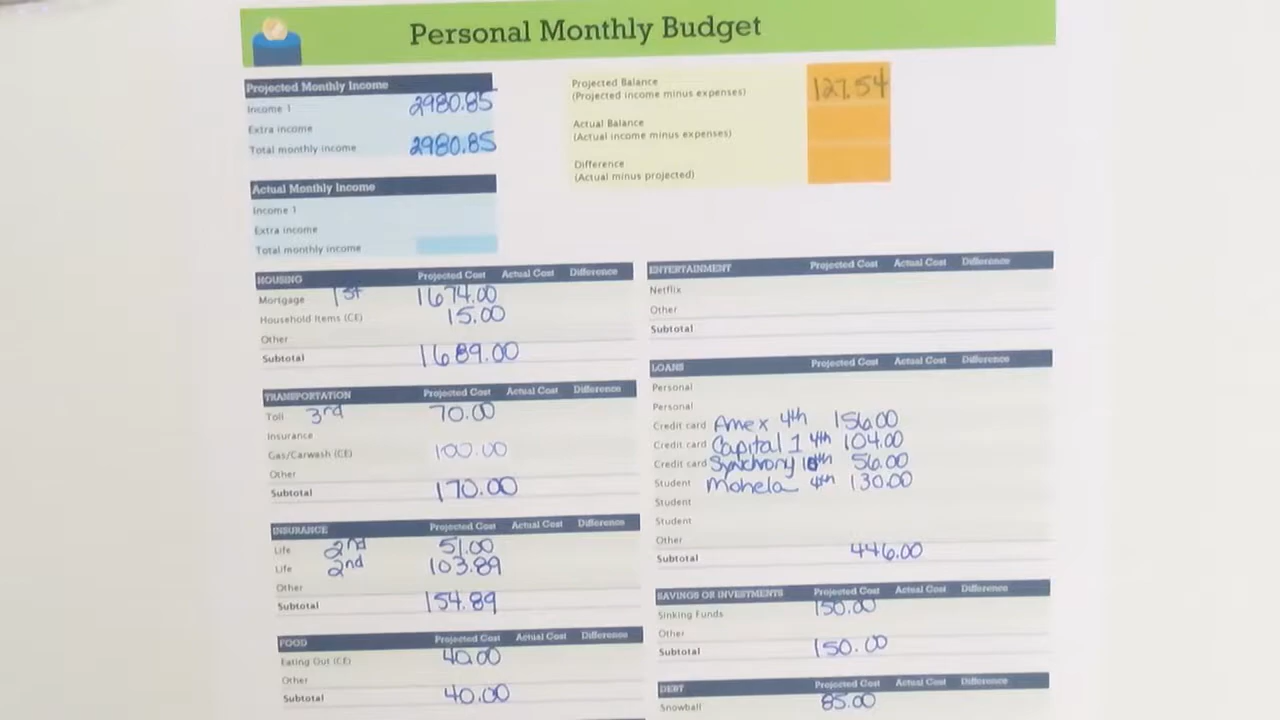 Personal Monthly Budget
Projected Monthly Income
Income 1 2980.85
Extra income
Total monthly income 2980.85
Projected Balance 127.54
(Projected income minus expenses)
Actual Balance
(Actual income minus expenses)
Difference
(Actual minus projected)
Actual Monthly Income
Income 1
Extra income
Total monthly income
HOUSING Projected Cost Actual Cost Difference
Mortgage 1st 1674.00
Household Items (CE) 15.00
Other
Subtotal 1689.00
TRANSPORTATION Projected Cost Actual Cost Difference
Toll 3rd 70.00
Insurance
Gas/Carwash (CE) 100.00
Other
Subtotal 170.00
INSURANCE Projected Cost Actual Cost Difference
Life 2nd 51.00
Life 2nd 103.89
Other
Subtotal 154.89
FOOD Projected Cost Actual Cost Difference
Eating Out (CE) 40.00
Other
Subtotal 40.00
ENTERTAINMENT Projected Cost Actual Cost Difference
Netflix
Other
Subtotal
LOANS Projected Cost Actual Cost Difference
Personal
Personal
Credit card Amex 4th 156.00
Credit card Capital 1 4th 104.00
Credit card Synchrony 56.00
Student Mohela 4th 130.00
Student
Student
Other
Subtotal 446.00
SAVINGS OR INVESTMENTS Projected Cost Actual Cost Difference
Sinking Funds 150.00
Other
Subtotal 150.00
DEBT Projected Cost Actual Cost Difference
Snowball 85.00